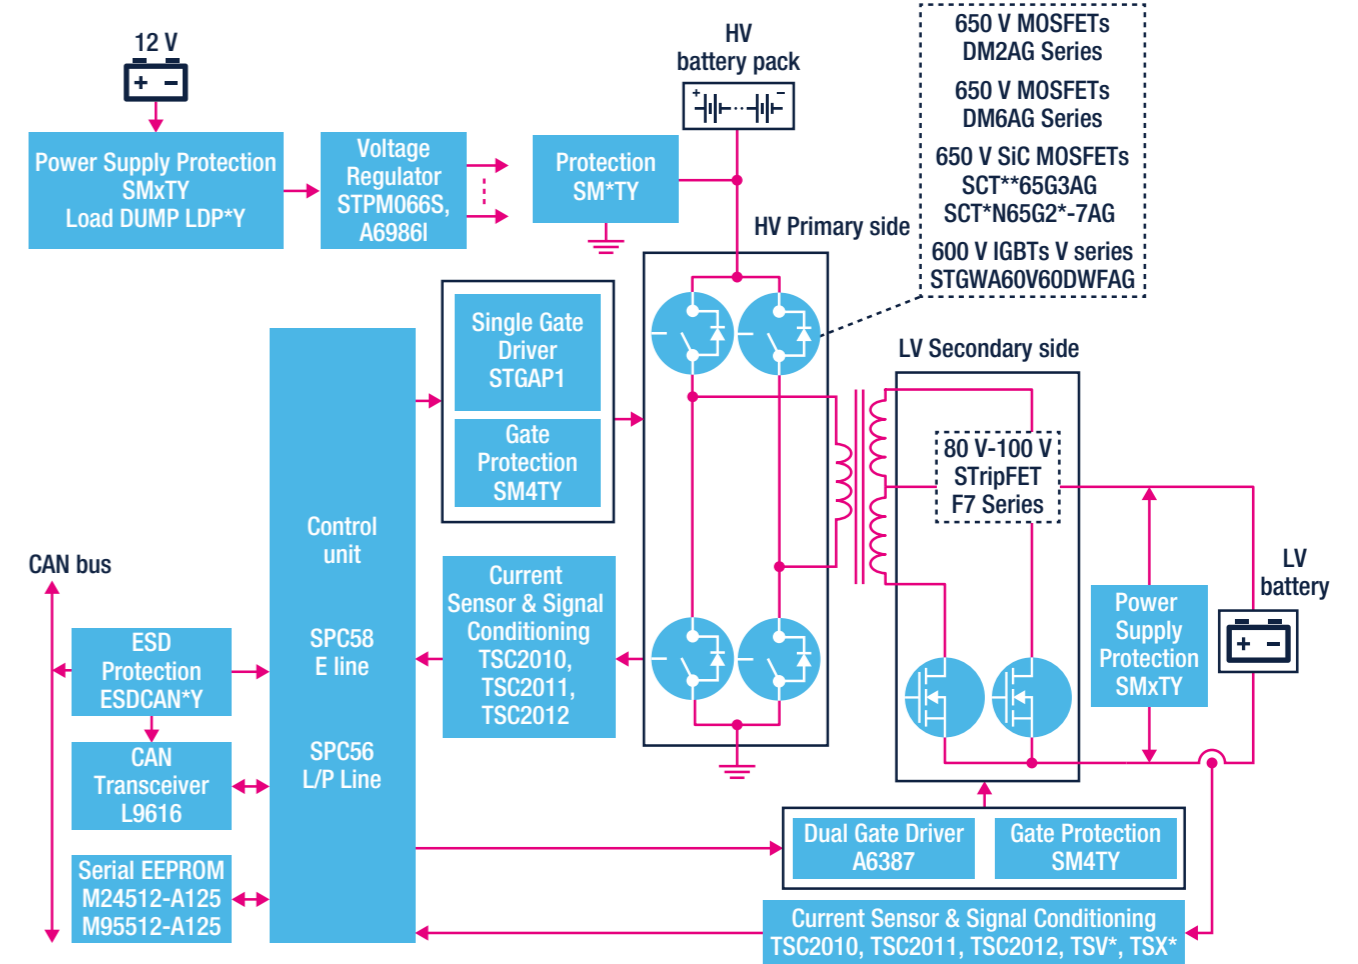 12 V
+ −
Power Supply Protection
SMxTY
Load DUMP LDP*Y
Voltage
Regulator
STPM066S,
A6986I
Protection
SM*TY
HV
battery pack
+ −
650 V MOSFETs
DM2AG Series
650 V MOSFETs
DM6AG Series
650 V SiC MOSFETs
SCT**65G3AG
SCT*N65G2*-7AG
600 V IGBTs V series
STGWA60V60DWFAG
HV Primary side
Single Gate
Driver
STGAP1
Gate
Protection
SM4TY
LV Secondary side
80 V-100 V
STripFET
F7 Series
Control
unit
SPC58
E line
SPC56
L/P Line
Current
Sensor & Signal
Conditioning
TSC2010,
TSC2011,
TSC2012
CAN bus
ESD
Protection
ESDCAN*Y
CAN
Transceiver
L9616
Serial EEPROM
M24512-A125
M95512-A125
Power
Supply
Protection
SMxTY
LV
battery
+ −
Dual Gate Driver
A6387
Gate Protection
SM4TY
Current Sensor & Signal Conditioning
TSC2010, TSC2011, TSC2012, TSV*, TSX*